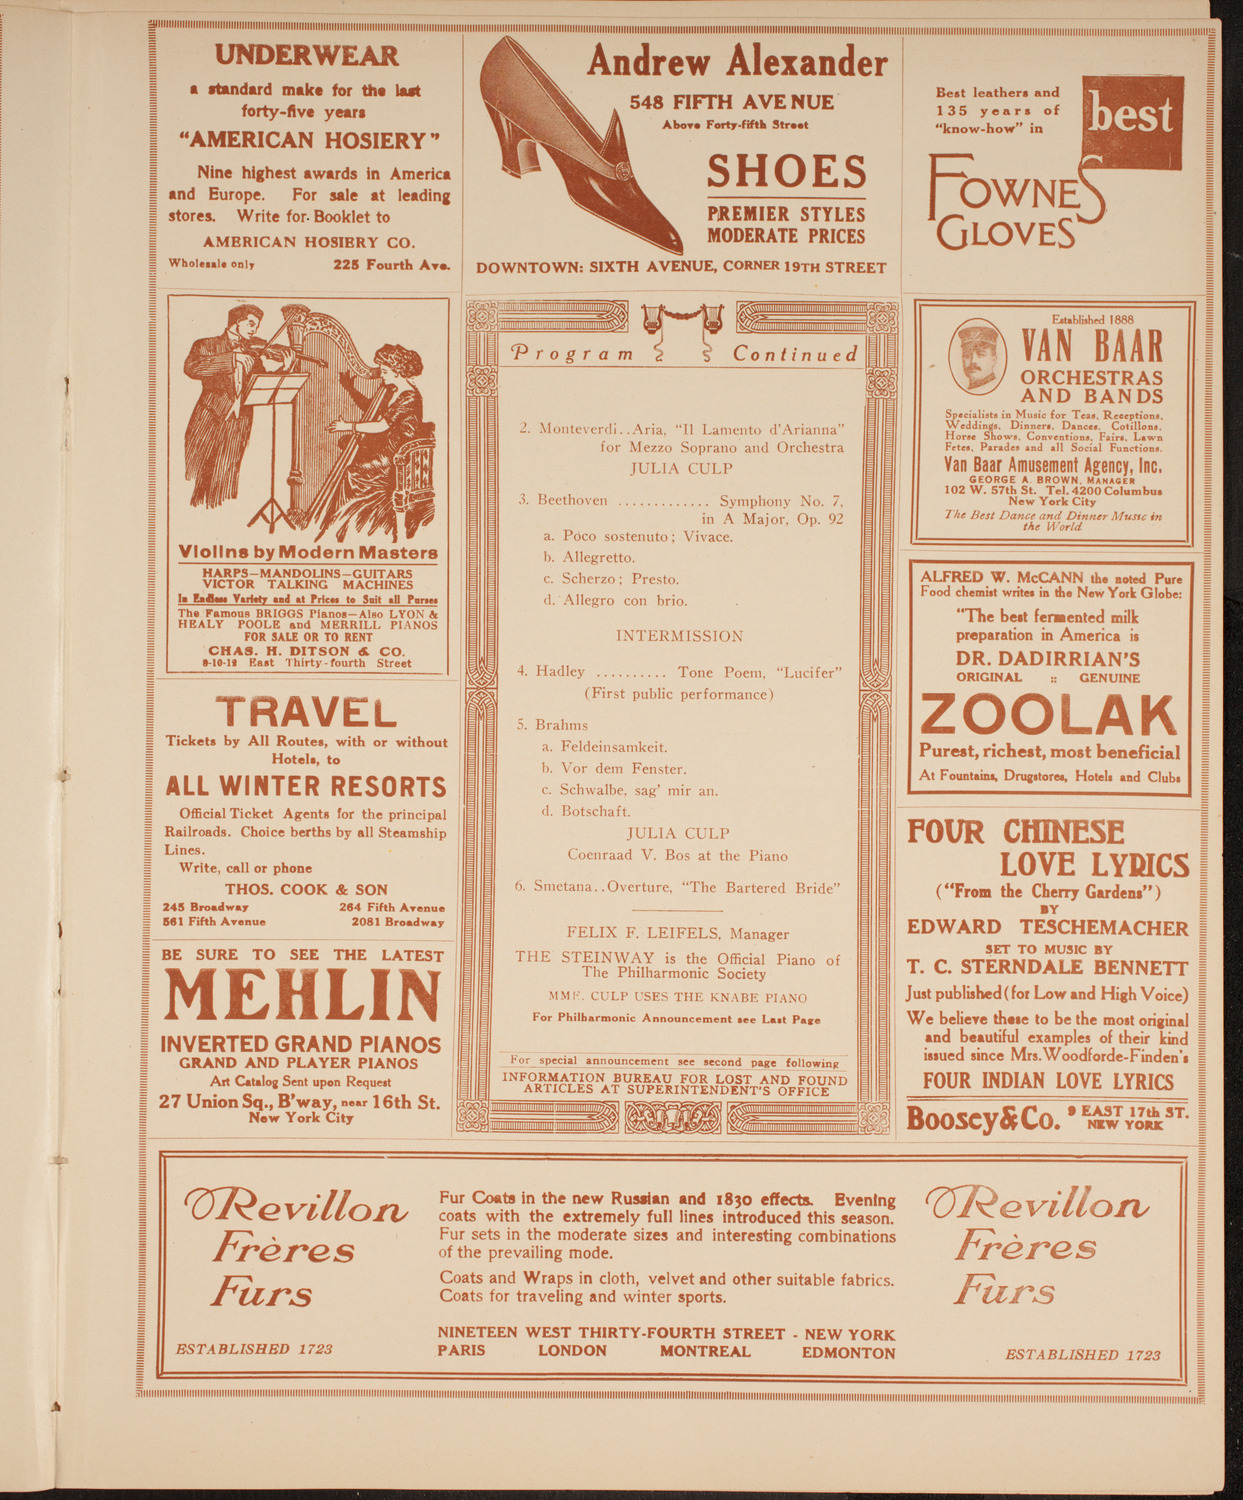 UNDERWEAR
a standard make for the last
forty-five years
"AMERICAN HOSIERY"
Nine highest awards in America
and Europe. For sale at leading
stores. Write for Booklet to
AMERICAN HOSIERY CO.
Wholesale only 225 Fourth Ave.
Andrew Alexander
548 FIFTH AVENUE
Above Forty-fifth Street
SHOES
PREMIER STYLES
MODERATE PRICES
DOWNTOWN: SIXTH AVENUE, CORNER 19TH STREET
Best leathers and
135 years of
"know-how" in
best
FOWNES
GLOVES
Violins by Modern Masters
HARPS—MANDOLINS—GUITARS
VICTOR TALKING MACHINES
In Endless Variety and at Prices to Suit all Purses
The Famous BRIGGS Pianos—Also LYON &
HEALY POOLE and MERRILL PIANOS
FOR SALE OR TO RENT
CHAS. H. DITSON & CO.
8-10-12 East Thirty-fourth Street
TRAVEL
Tickets by All Routes, with or without
Hotels, to
ALL WINTER RESORTS
Official Ticket Agents for the principal
Railroads. Choice berths by all Steamship
Lines.
Write, call or phone
THOS. COOK & SON
245 Broadway 264 Fifth Avenue
561 Fifth Avenue 2081 Broadway
BE SURE TO SEE THE LATEST
MEHLIN
INVERTED GRAND PIANOS
GRAND AND PLAYER PIANOS
Art Catalog Sent upon Request
27 Union Sq., B'way, near 16th St.
New York City
Program Continued
2. Monteverdi..Aria, "Il Lamento d'Arianna"
for Mezzo Soprano and Orchestra
JULIA CULP
3. Beethoven ............. Symphony No. 7,
in A Major, Op. 92
a. Poco sostenuto; Vivace.
b. Allegretto.
c. Scherzo; Presto.
d. Allegro con brio.
INTERMISSION
4. Hadley .......... Tone Poem, "Lucifer"
(First public performance)
5. Brahms
a. Feldeinsamkeit.
b. Vor dem Fenster.
c. Schwalbe, sag' mir an.
d. Botschaft.
JULIA CULP
Coenraad V. Bos at the Piano
6. Smetana..Overture, "The Bartered Bride"
FELIX F. LEIFELS, Manager
THE STEINWAY is the Official Piano of
The Philharmonic Society
MME. CULP USES THE KNABE PIANO
For Philharmonic Announcement see Last Page
For special announcement see second page following
INFORMATION BUREAU FOR LOST AND FOUND
ARTICLES AT SUPERINTENDENT'S OFFICE
Established 1888
VAN BAAR
ORCHESTRAS
AND BANDS
Specialists in Music for Teas, Receptions,
Weddings, Dinners, Dances, Cotillons,
Horse Shows, Conventions, Fairs, Lawn
Fetes, Parades and all Social Functions.
Van Baar Amusement Agency, Inc.
GEORGE A. BROWN, MANAGER
102 W. 57th St. Tel. 4200 Columbus
New York City
The Best Dance and Dinner Music in
the World
ALFRED W. McCANN the noted Pure
Food chemist writes in the New York Globe:
"The best fermented milk
preparation in America is
DR. DADIRRIAN'S
ORIGINAL :: GENUINE
ZOOLAK
Purest, richest, most beneficial
At Fountains, Drugstores, Hotels and Clubs
FOUR CHINESE
LOVE LYRICS
("From the Cherry Gardens")
BY
EDWARD TESCHEMACHER
SET TO MUSIC BY
T. C. STERNDALE BENNETT
Just published (for Low and High Voice)
We believe these to be the most original
and beautiful examples of their kind
issued since Mrs. Woodforde-Finden's
FOUR INDIAN LOVE LYRICS
Boosey & Co. 9 EAST 17th ST.
NEW YORK
Revillon
Frères
Furs
ESTABLISHED 1723
Fur Coats in the new Russian and 1830 effects. Evening
coats with the extremely full lines introduced this season.
Fur sets in the moderate sizes and interesting combinations
of the prevailing mode.
Coats and Wraps in cloth, velvet and other suitable fabrics.
Coats for traveling and winter sports.
NINETEEN WEST THIRTY-FOURTH STREET - NEW YORK
PARIS LONDON MONTREAL EDMONTON
Revillon
Frères
Furs
ESTABLISHED 1723